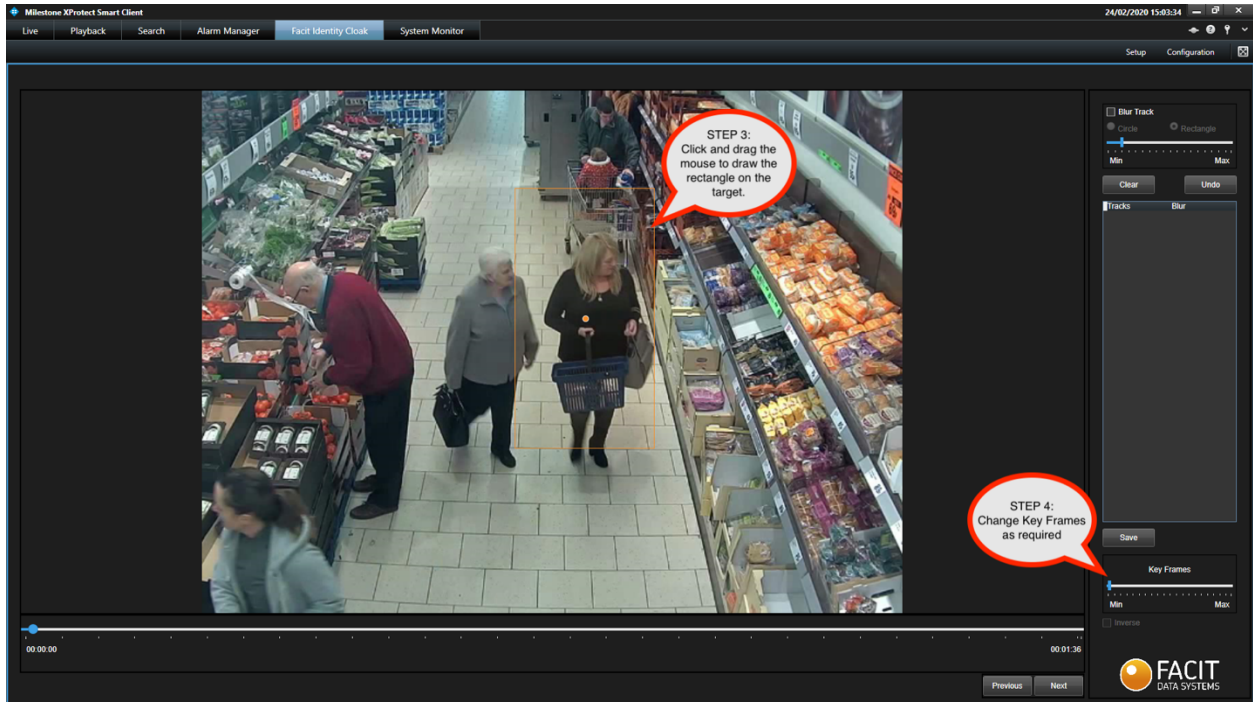 Milestone XProtect Smart Client
24/02/2020 15:03:34
Live Playback Search Alarm Manager Facit Identity Cloak System Monitor
Setup Configuration
Blur Track
Circle Rectangle
Min Max
Clear Undo
Tracks Blur
STEP 3:
Click and drag the
mouse to draw the
rectangle on the
target.
STEP 4:
Change Key Frames
as required
Save
Key Frames
Min Max
Inverse
00:00:00
00:01:36
Previous Next
FACIT
DATA SYSTEMS